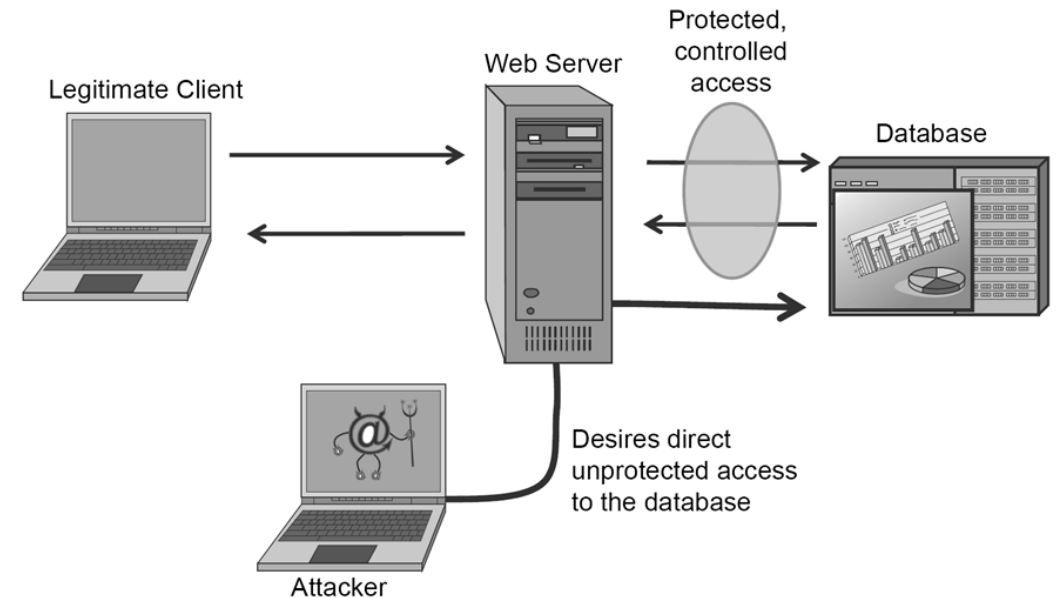 Protected,
controlled
access
Web Server
Legitimate Client
Database
@
Desires direct
unprotected access
to the database
Attacker